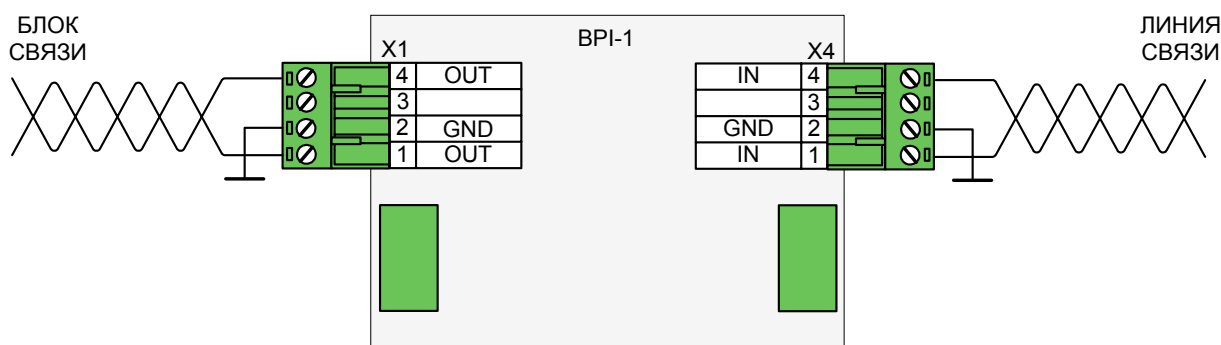 БЛОК
СВЯЗИ
BPI-1
ЛИНИЯ
СВЯЗИ
X1
X4
4 OUT
3
2 GND
1 OUT
IN 4
3
GND 2
IN 1